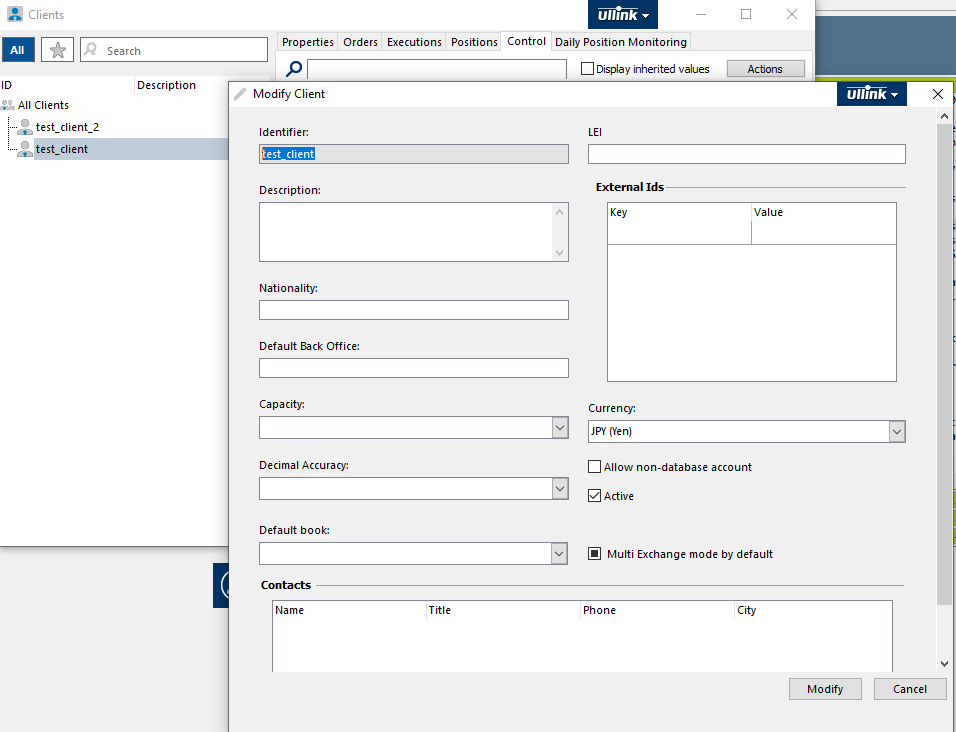 Clients
ullink
All
Search
Properties Orders Executions Positions Control Daily Position Monitoring
Display inherited values
Actions
ID Description
All Clients
test_client_2
test_client
Modify Client
ullink
Identifier:
test_client
LEI
Description:
External Ids
Key Value
Nationality:
Default Back Office:
Capacity:
Currency:
JPY (Yen)
Decimal Accuracy:
Allow non-database account
Active
Default book:
Multi Exchange mode by default
Contacts
Name Title Phone City
Modify Cancel